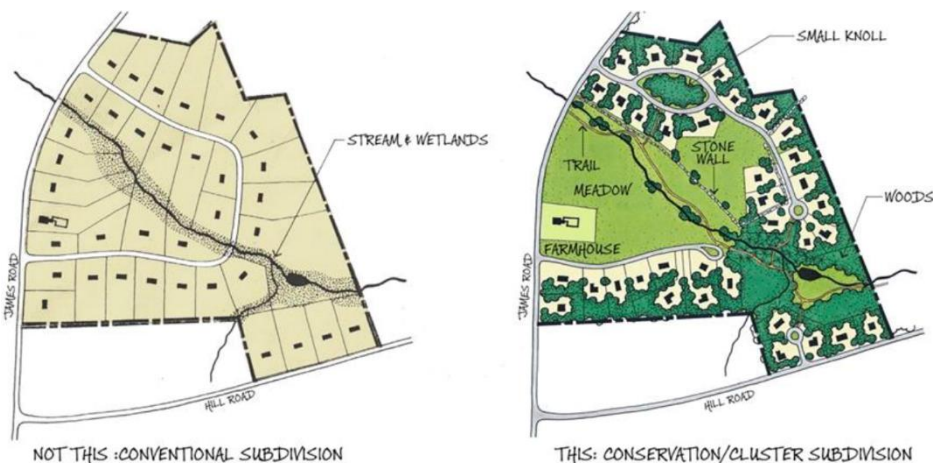 STREAM & WETLANDS
JAMES ROAD
HILL ROAD
NOT THIS :CONVENTIONAL SUBDIVISION
SMALL KNOLL
TRAIL
STONE
WALL
MEADOW
WOODS
FARMHOUSE
JAMES ROAD
HILL ROAD
THIS: CONSERVATION/CLUSTER SUBDIVISION